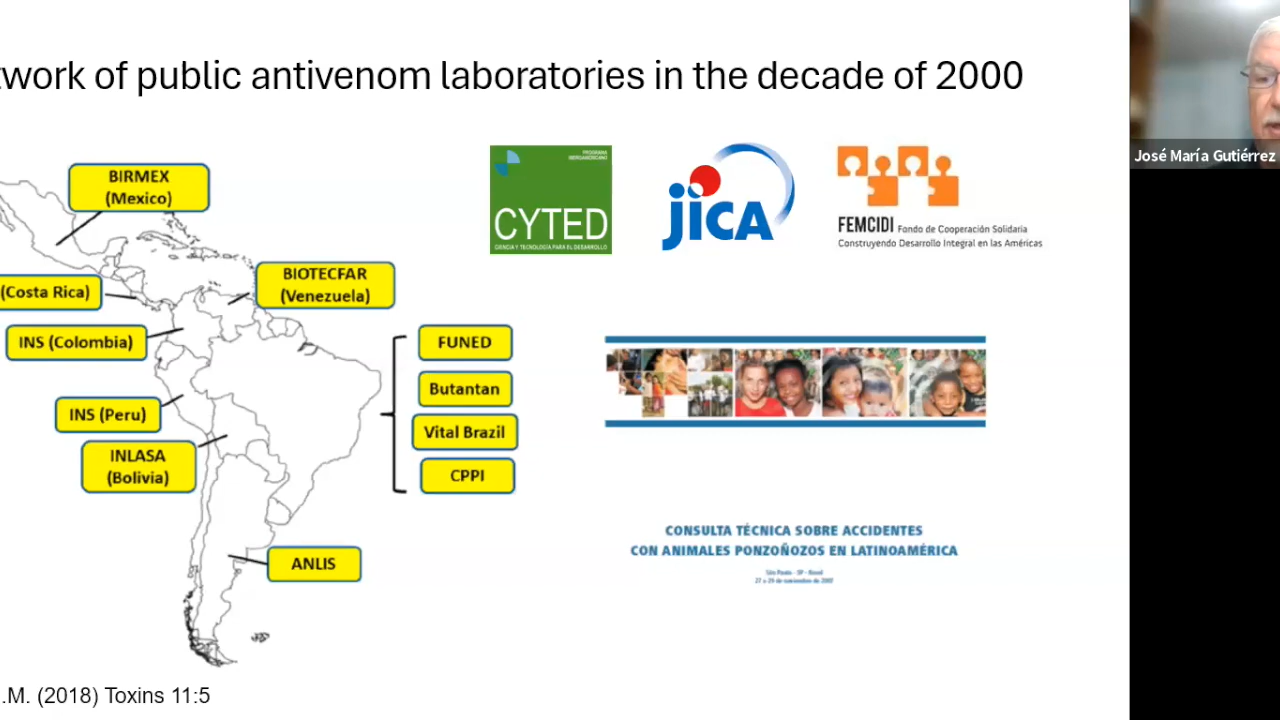 twork of public antivenom laboratories in the decade of 2000
José María Gutiérrez
PROGRAMA
IBEROAMERICANO
CYTED
CIENCIA Y TECNOLOGÍA PARA EL DESARROLLO
jICA
FEMCIDI Fondo de Cooperación Solidaria
Construyendo Desarrollo Integral en las Américas
BIRMEX
(Mexico)
BIOTECFAR
(Venezuela)
(Costa Rica)
INS (Colombia)
FUNED
Butantan
INS (Peru)
Vital Brazil
INLASA
(Bolivia)
CPPI
ANLIS
CONSULTA TÉCNICA SOBRE ACCIDENTES
CON ANIMALES PONZOÑOZOS EN LATINOAMÉRICA
São Paulo - SP - Brasil
27 a 29 de noviembre de 2007
.M. (2018) Toxins 11:5